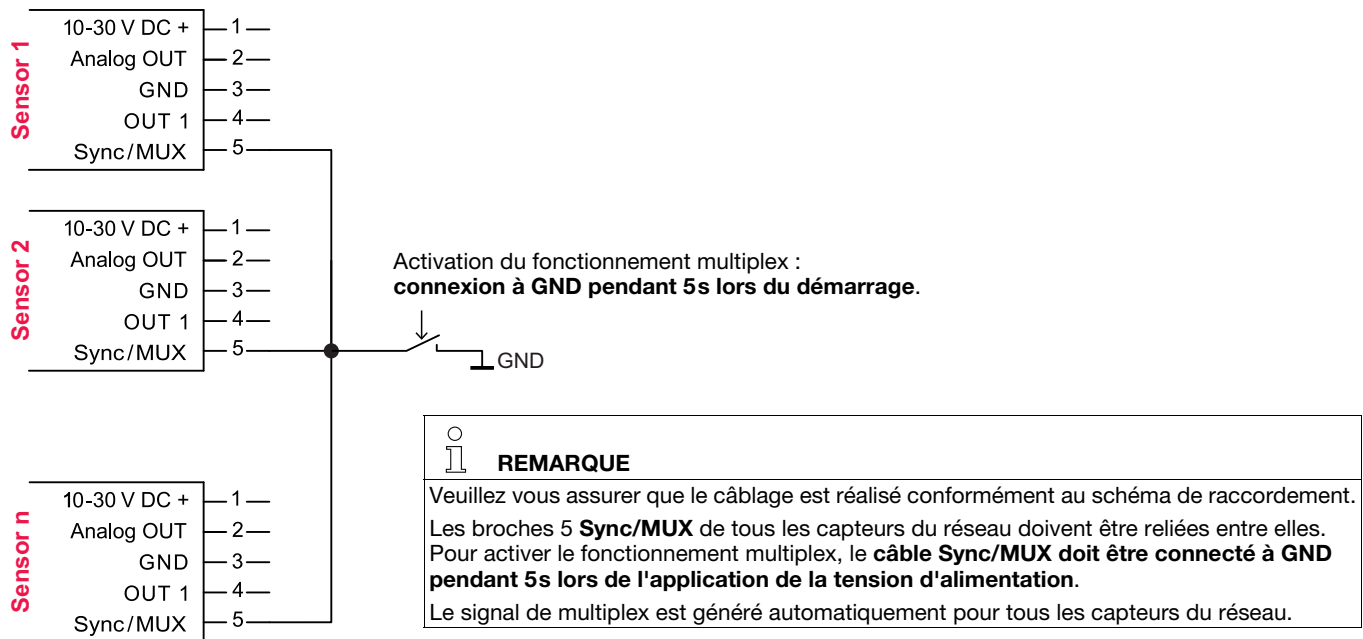 Sensor 1
10-30 V DC + 1
Analog OUT 2
GND 3
OUT 1 4
Sync/MUX 5
Sensor 2
10-30 V DC + 1
Analog OUT 2
GND 3
OUT 1 4
Sync/MUX 5
Activation du fonctionnement multiplex :
connexion à GND pendant 5s lors du démarrage.
GND
Sensor n
10-30 V DC + 1
Analog OUT 2
GND 3
OUT 1 4
Sync/MUX 5
REMARQUE
Veuillez vous assurer que le câblage est réalisé conformément au schéma de raccordement.
Les broches 5 Sync/MUX de tous les capteurs du réseau doivent être reliées entre elles.
Pour activer le fonctionnement multiplex, le câble Sync/MUX doit être connecté à GND
pendant 5s lors de l'application de la tension d'alimentation.
Le signal de multiplex est généré automatiquement pour tous les capteurs du réseau.